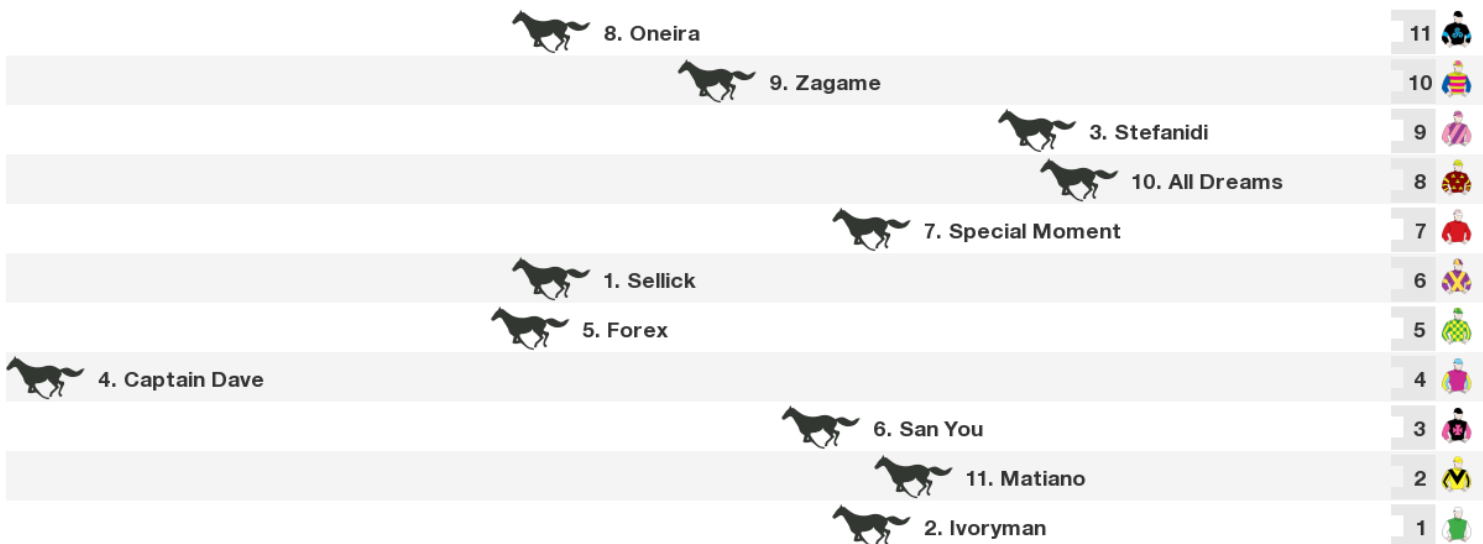 8. Oneira 11
9. Zagame 10
3. Stefanidi 9
10. All Dreams 8
7. Special Moment 7
1. Sellick 6
5. Forex 5
4. Captain Dave 4
6. San You 3
11. Matiano 2
2. Ivoryman 1